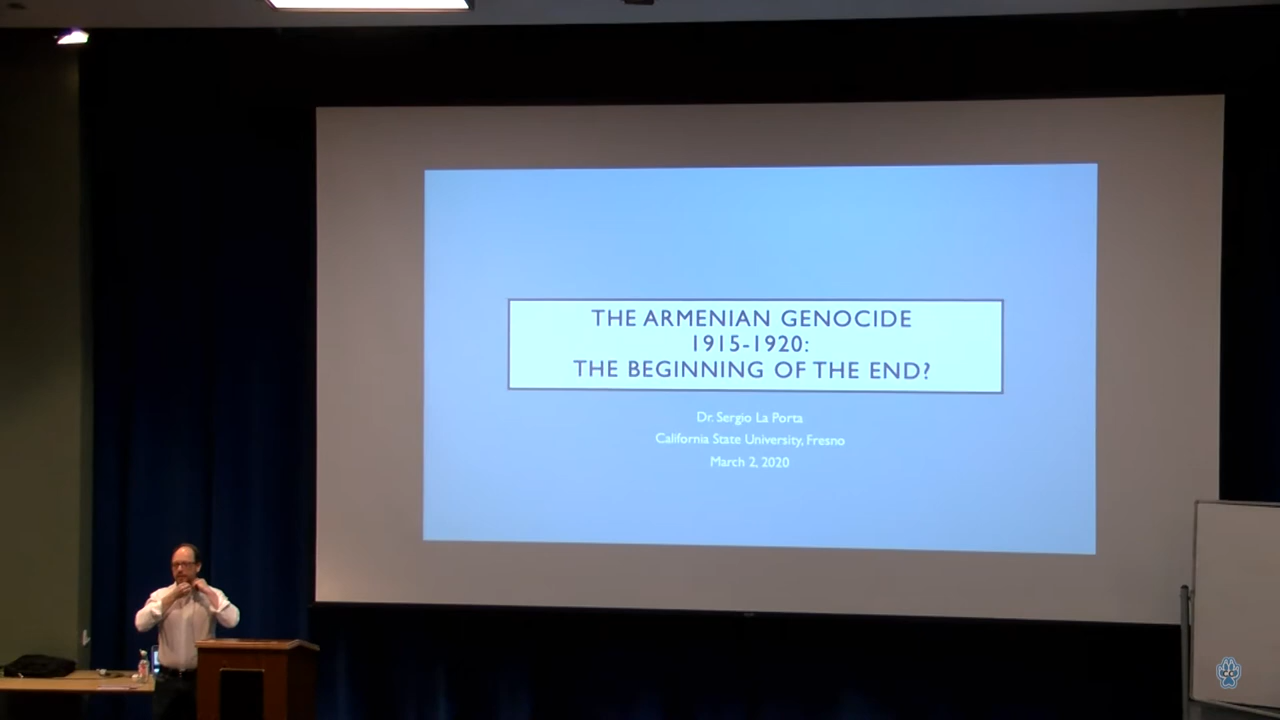 THE ARMENIAN GENOCIDE
1915-1920:
THE BEGINNING OF THE END?
Dr. Sergio La Porta
California State University, Fresno
March 2, 2020